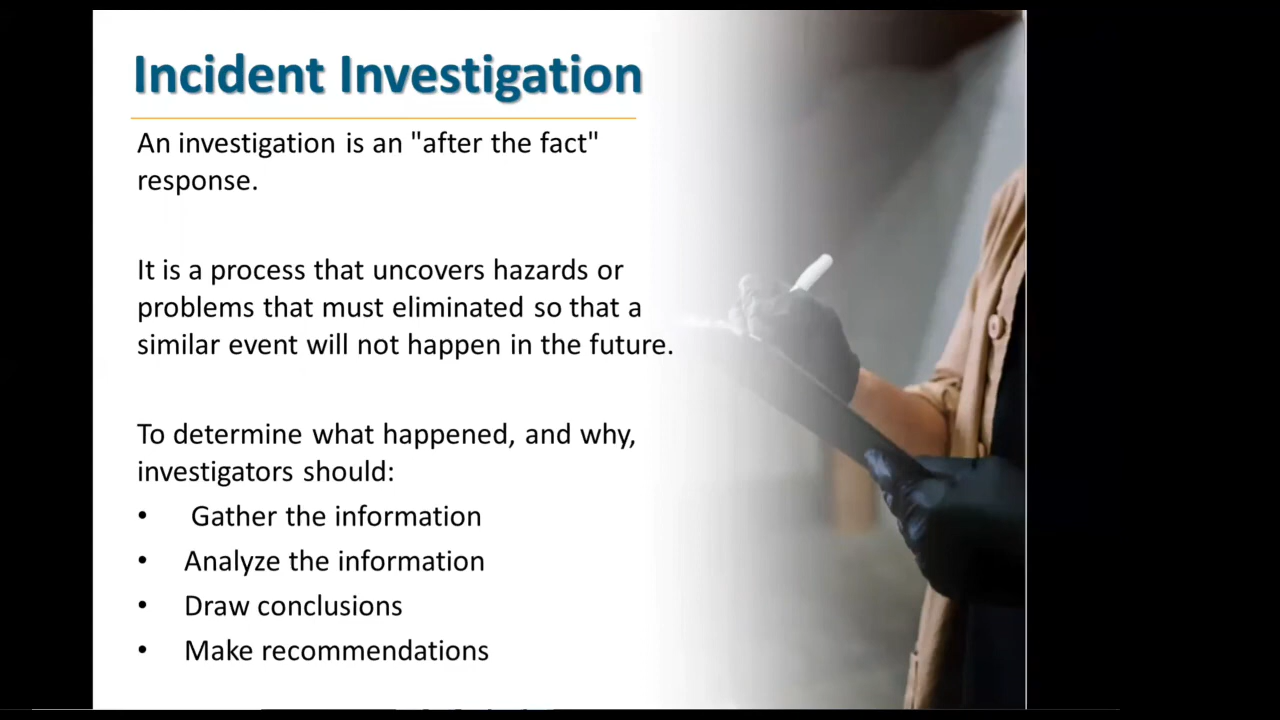 Incident Investigation
An investigation is an "after the fact"
response.
It is a process that uncovers hazards or
problems that must eliminated so that a
similar event will not happen in the future.
To determine what happened, and why,
investigators should:
• Gather the information
• Analyze the information
• Draw conclusions
• Make recommendations